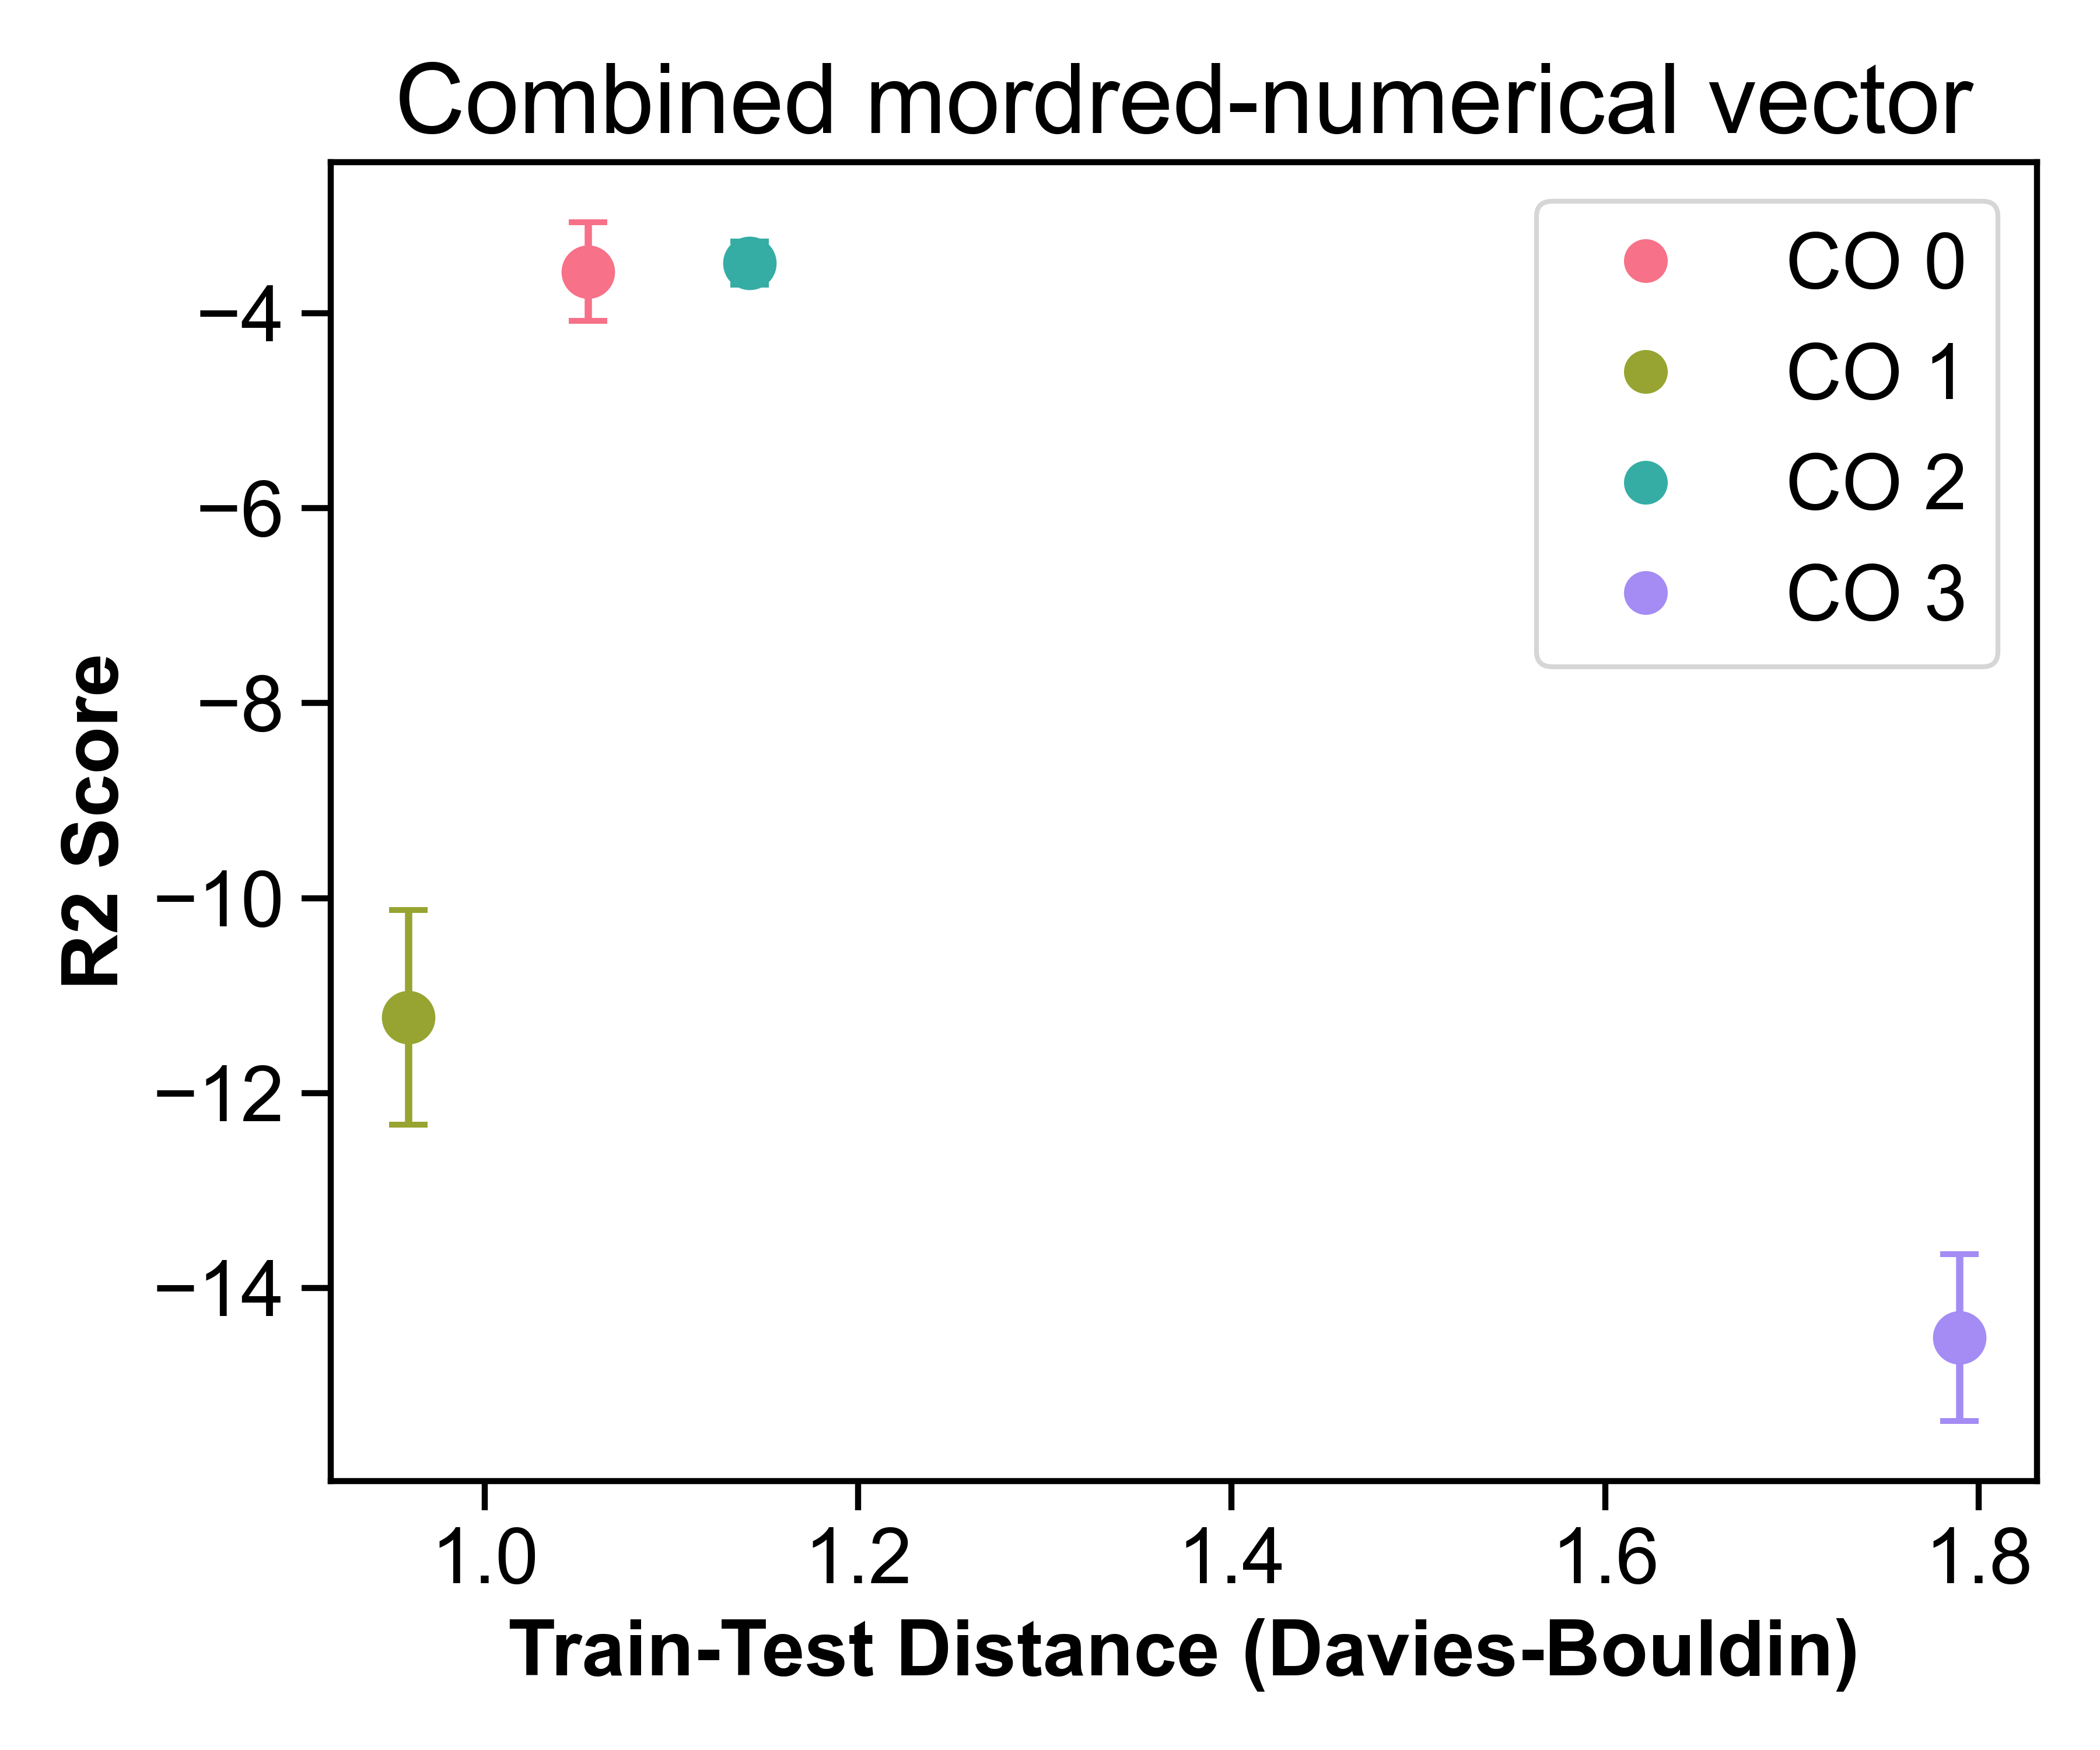 Combined mordred-numerical vector
CO 0
CO 1
CO 2
CO 3
R2 Score
−4
−6
−8
−10
−12
−14
1.0 1.2 1.4 1.6 1.8
Train-Test Distance (Davies-Bouldin)